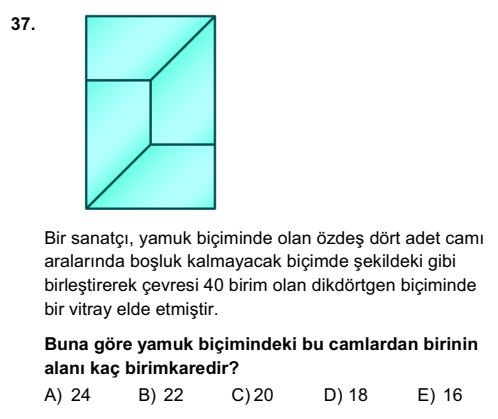 37.
Bir sanatçı, yamuk biçiminde olan özdeş dört adet camı
aralarında boşluk kalmayacak biçimde şekildeki gibi
birleştirerek çevresi 40 birim olan dikdörtgen biçiminde
bir vitray elde etmiştir.
Buna göre yamuk biçimindeki bu camlardan birinin
alanı kaç birimkaredir?
A) 24 B) 22 C) 20 D) 18 E) 16